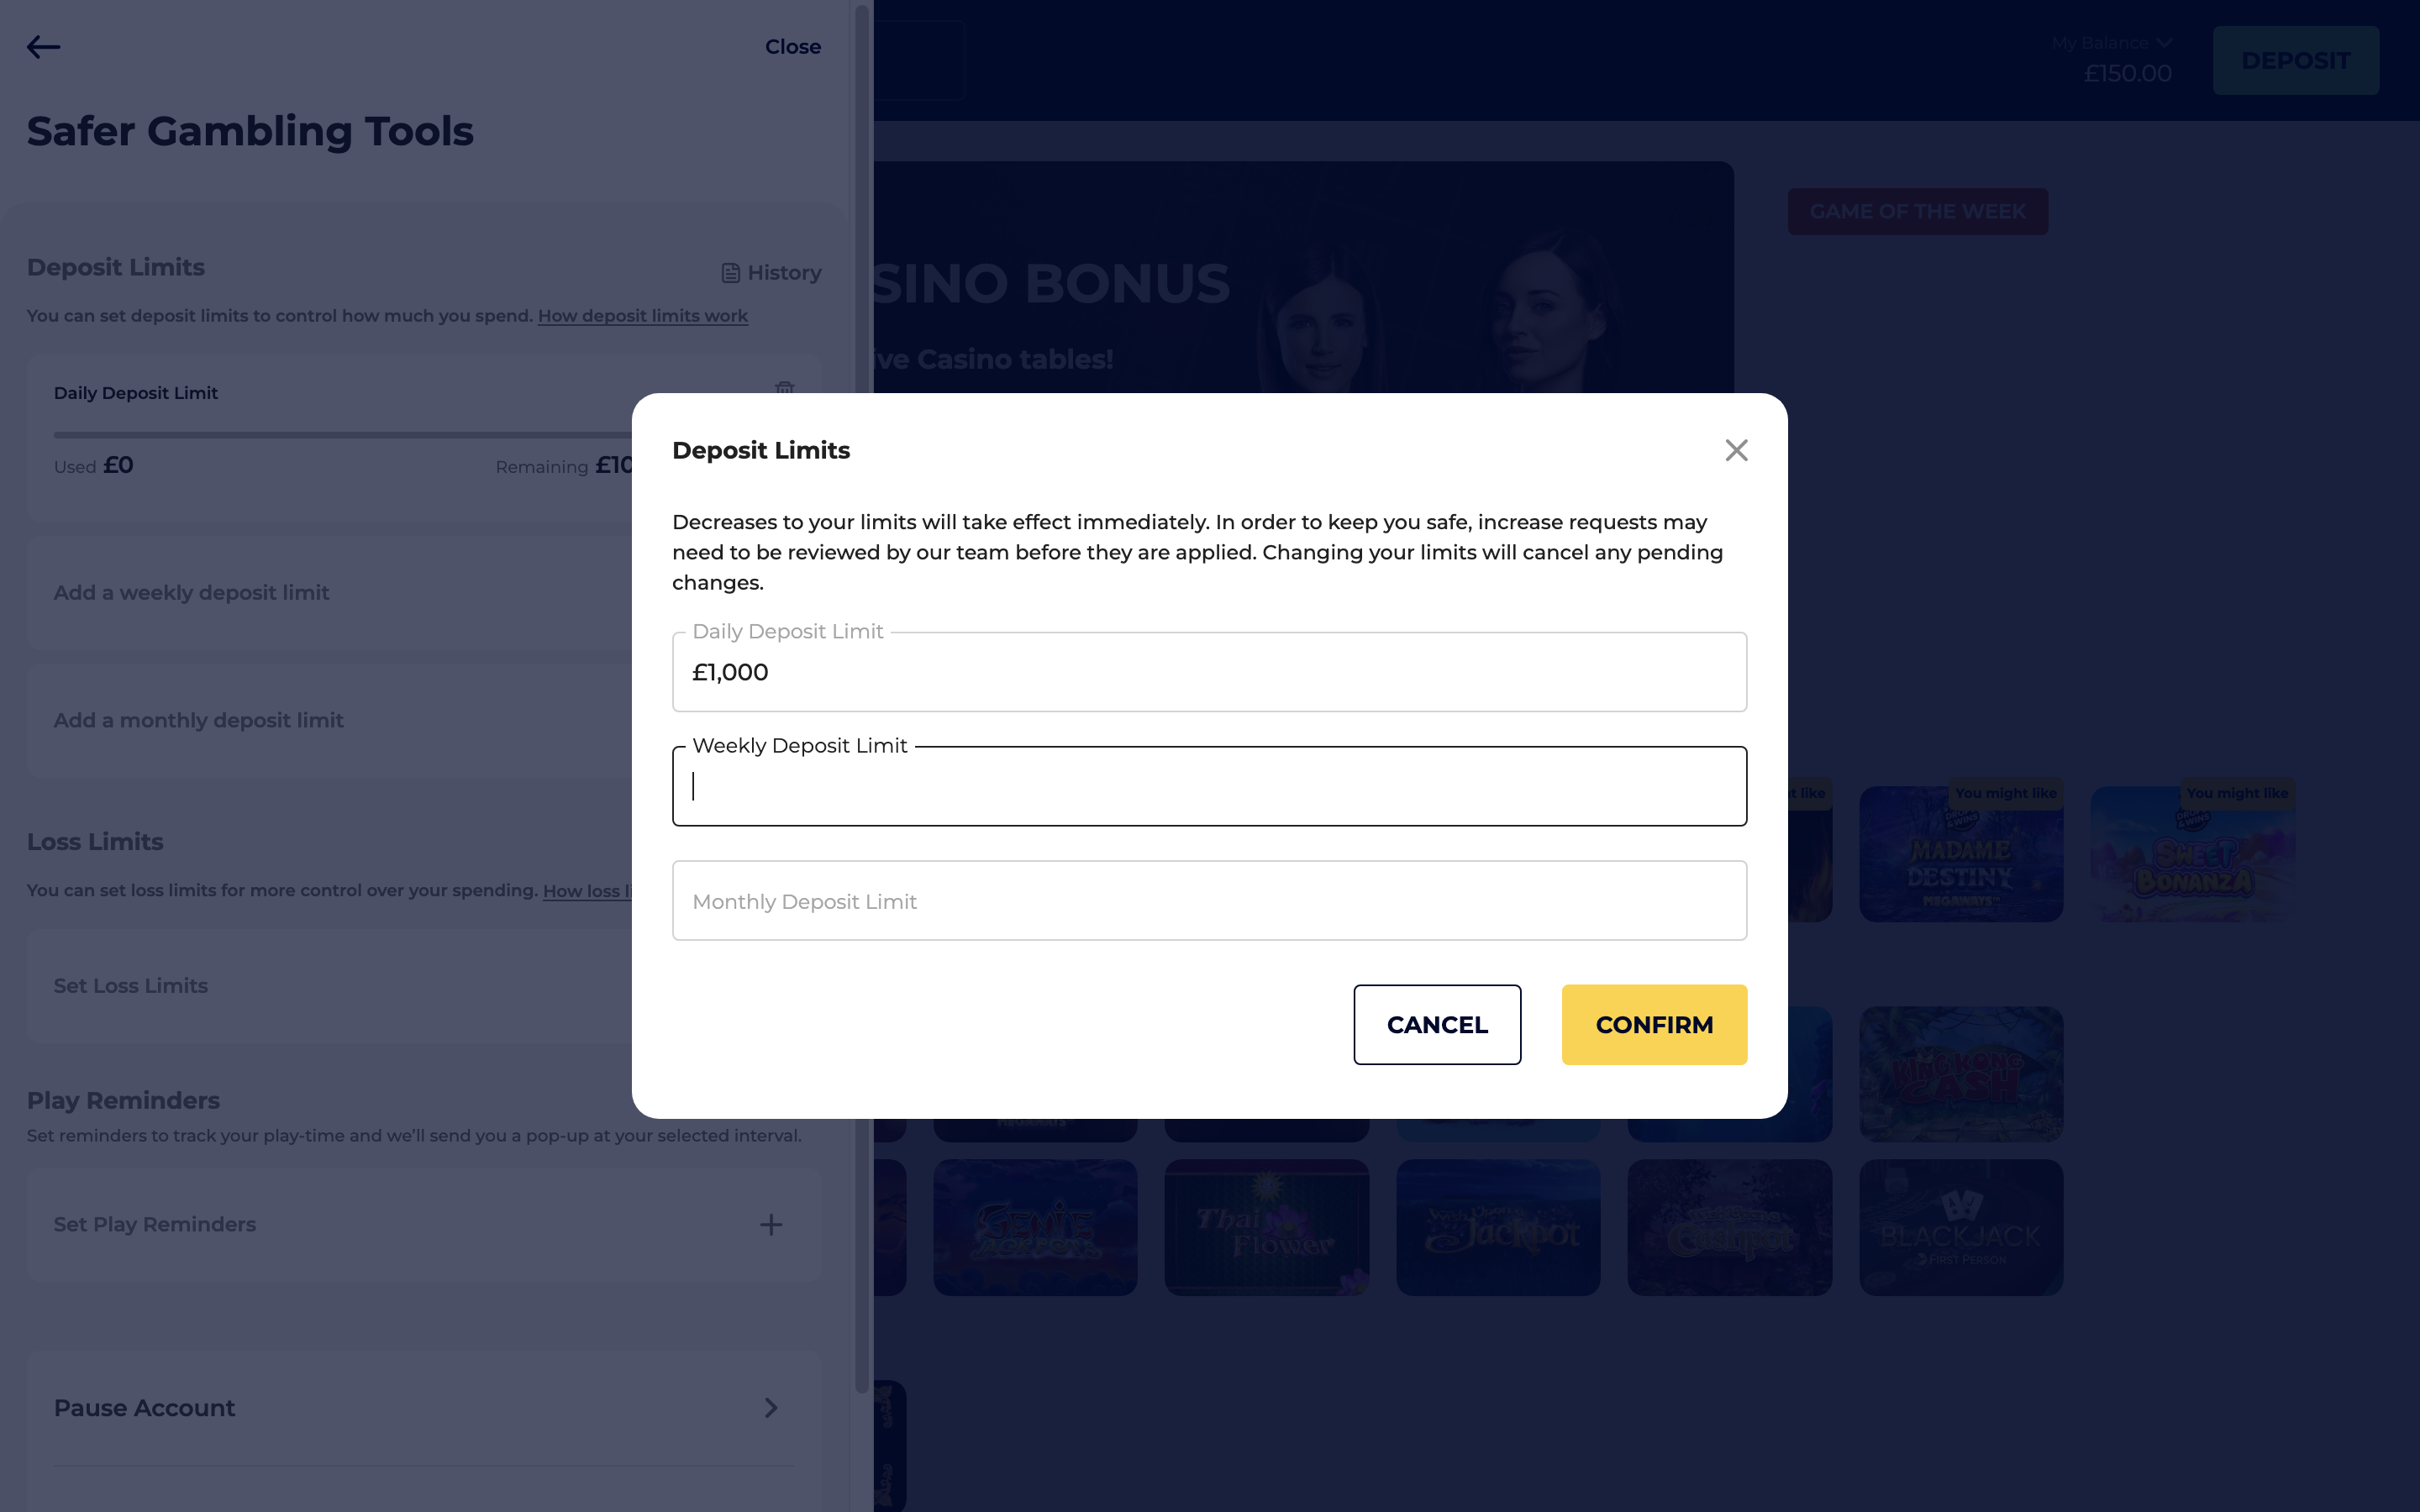 Close
My Balance
£150.00
DEPOSIT
Safer Gambling Tools
GAME OF THE WEEK
Deposit Limits
History
You can set deposit limits to control how much you spend. How deposit limits work
SINO BONUS
ive Casino tables!
Daily Deposit Limit
Used £0
Remaining £10
Add a weekly deposit limit
Add a monthly deposit limit
Loss Limits
You can set loss limits for more control over your spending. How loss li
Set Loss Limits
Play Reminders
Set reminders to track your play-time and we'll send you a pop-up at your selected interval.
Set Play Reminders
Pause Account
Deposit Limits
Decreases to your limits will take effect immediately. In order to keep you safe, increase requests may
need to be reviewed by our team before they are applied. Changing your limits will cancel any pending
changes.
Daily Deposit Limit
£1,000
Weekly Deposit Limit
Monthly Deposit Limit
CANCEL
CONFIRM
t like
You might like
You might like
MADAME
DESTINY
MEGAWAYS
SWEET
BONANZA
KING KONG
CASH
MEGAWAYS
GENIE
JACKPOTS
Thai
Flower
Wish Upon a
Jackpot
BLACKJACK
FIRST PERSON